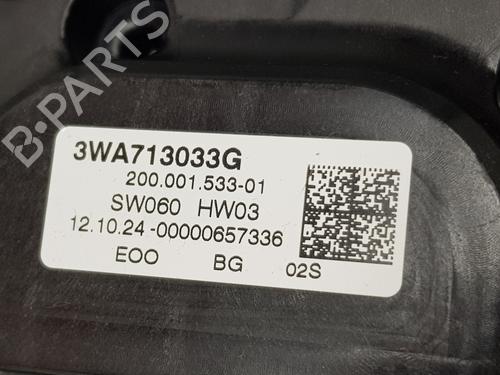 B-PARTS
3WA713033G
200.001.533-01
SW060 HW03
12.10.24 -00000657336
EOO BG 02S